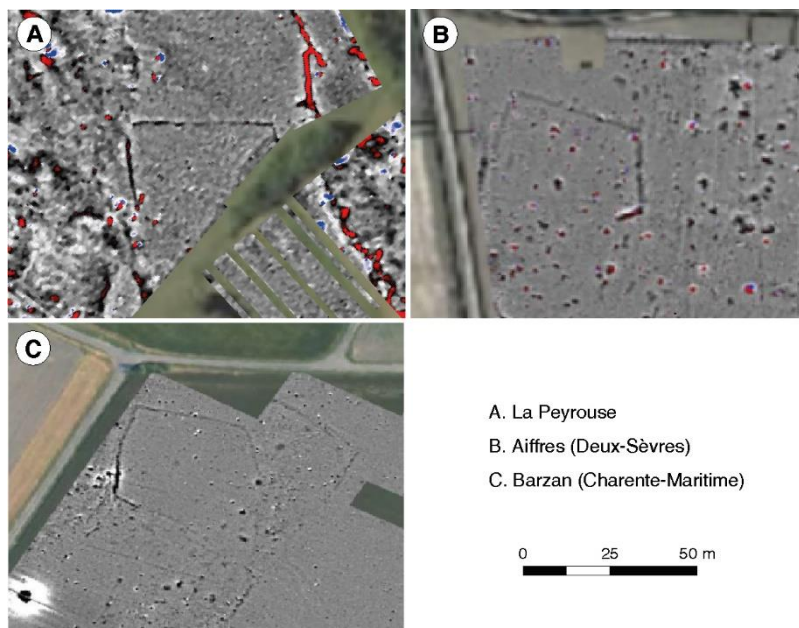 A
B
C
A. La Peyrouse
B. Aiffres (Deux-Sèvres)
C. Barzan (Charente-Maritime)
0 25 50 m